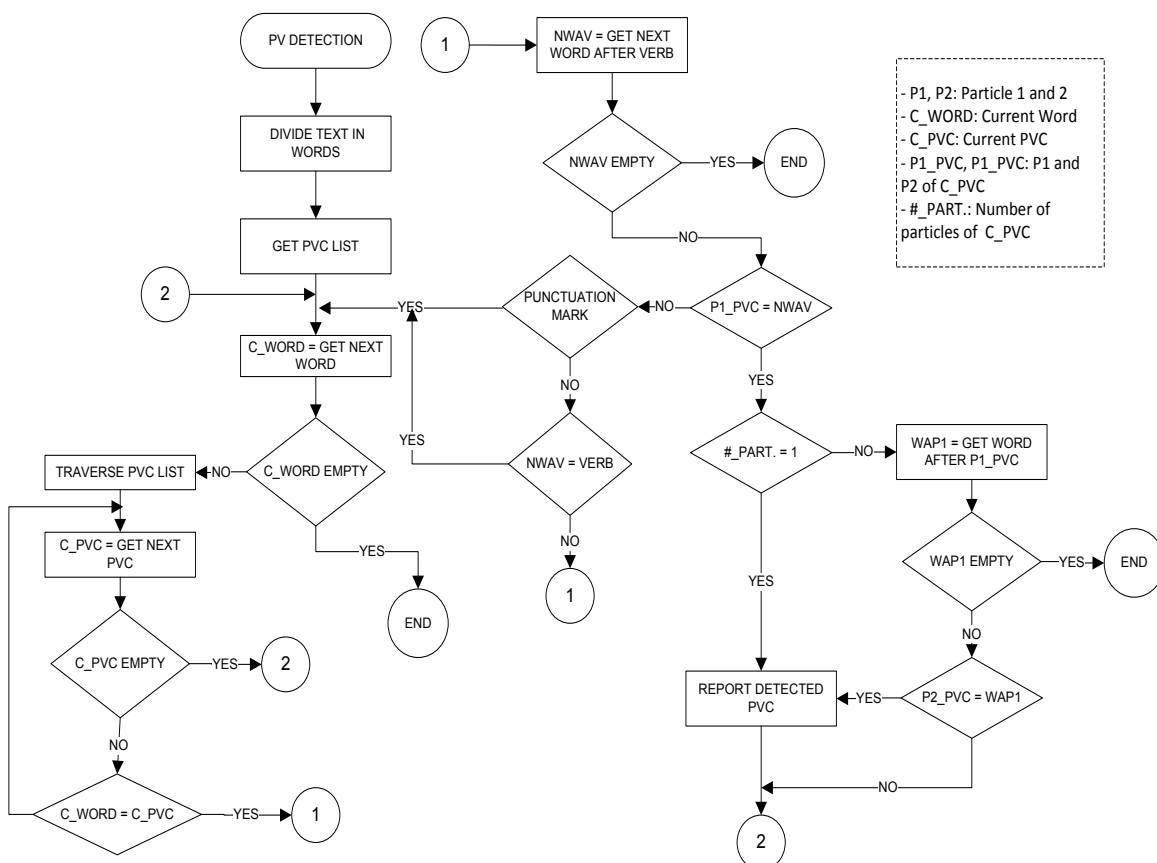 PV DETECTION
DIVIDE TEXT IN
WORDS
GET PVC LIST
2
C_WORD = GET NEXT
WORD
C_WORD EMPTY
NO
YES
END
TRAVERSE PVC LIST
C_PVC = GET NEXT
PVC
C_PVC EMPTY
YES
2
NO
C_WORD = C_PVC
YES
1
1
NWAV = GET NEXT
WORD AFTER VERB
NWAV EMPTY
YES
END
NO
P1_PVC = NWAV
NO
PUNCTUATION
MARK
YES
NO
NWAV = VERB
YES
NO
1
YES
#_PART. = 1
NO
WAP1 = GET WORD
AFTER P1_PVC
WAP1 EMPTY
YES
END
NO
P2_PVC = WAP1
YES
NO
YES
REPORT DETECTED
PVC
2
- P1, P2: Particle 1 and 2
- C_WORD: Current Word
- C_PVC: Current PVC
- P1_PVC, P1_PVC: P1 and
P2 of C_PVC
- #_PART.: Number of
particles of C_PVC